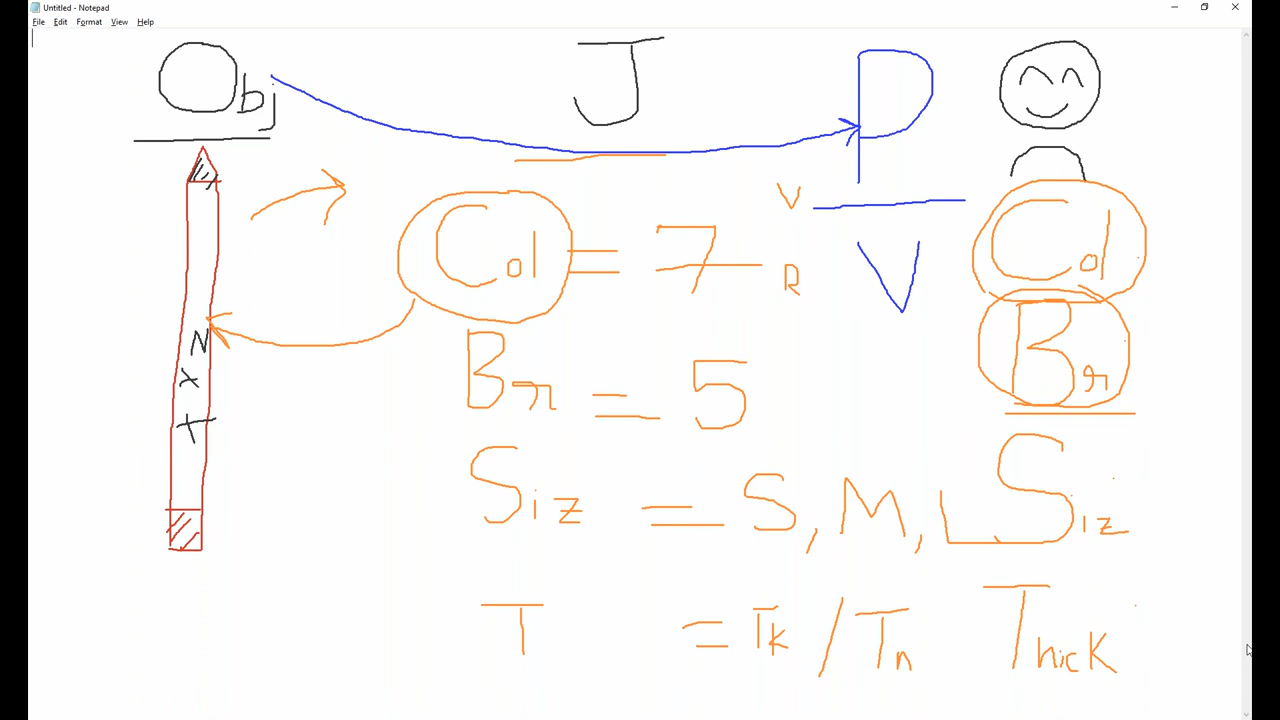 Untitled - Notepad
File Edit Format View Help
Obj J P
V
Col = 7 V R V Col
N X T
Br = 5 Br
Siz = S, M, L Siz
T = Tk / Tn Thick